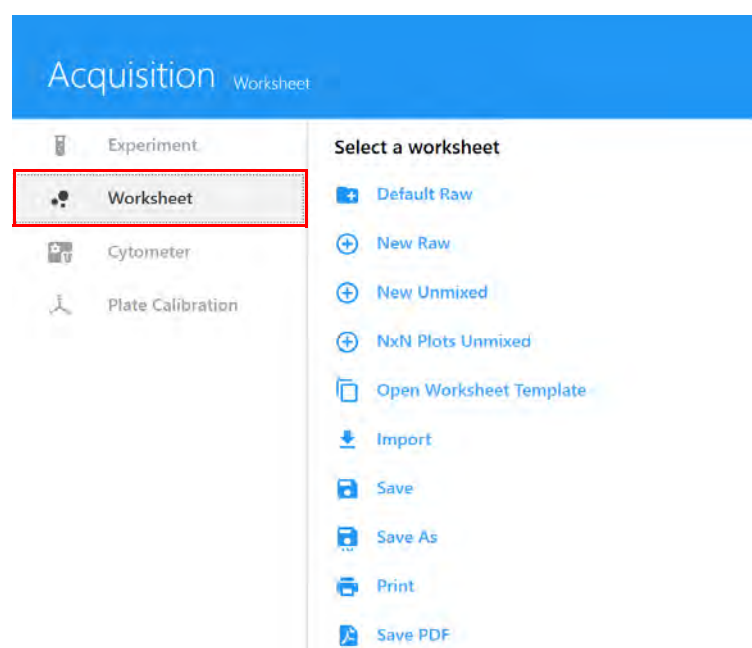 Acquisition Worksheet
Experiment
Worksheet
Cytometer
Plate Calibration
Select a worksheet
Default Raw
New Raw
New Unmixed
NxN Plots Unmixed
Open Worksheet Template
Import
Save
Save As
Print
Save PDF